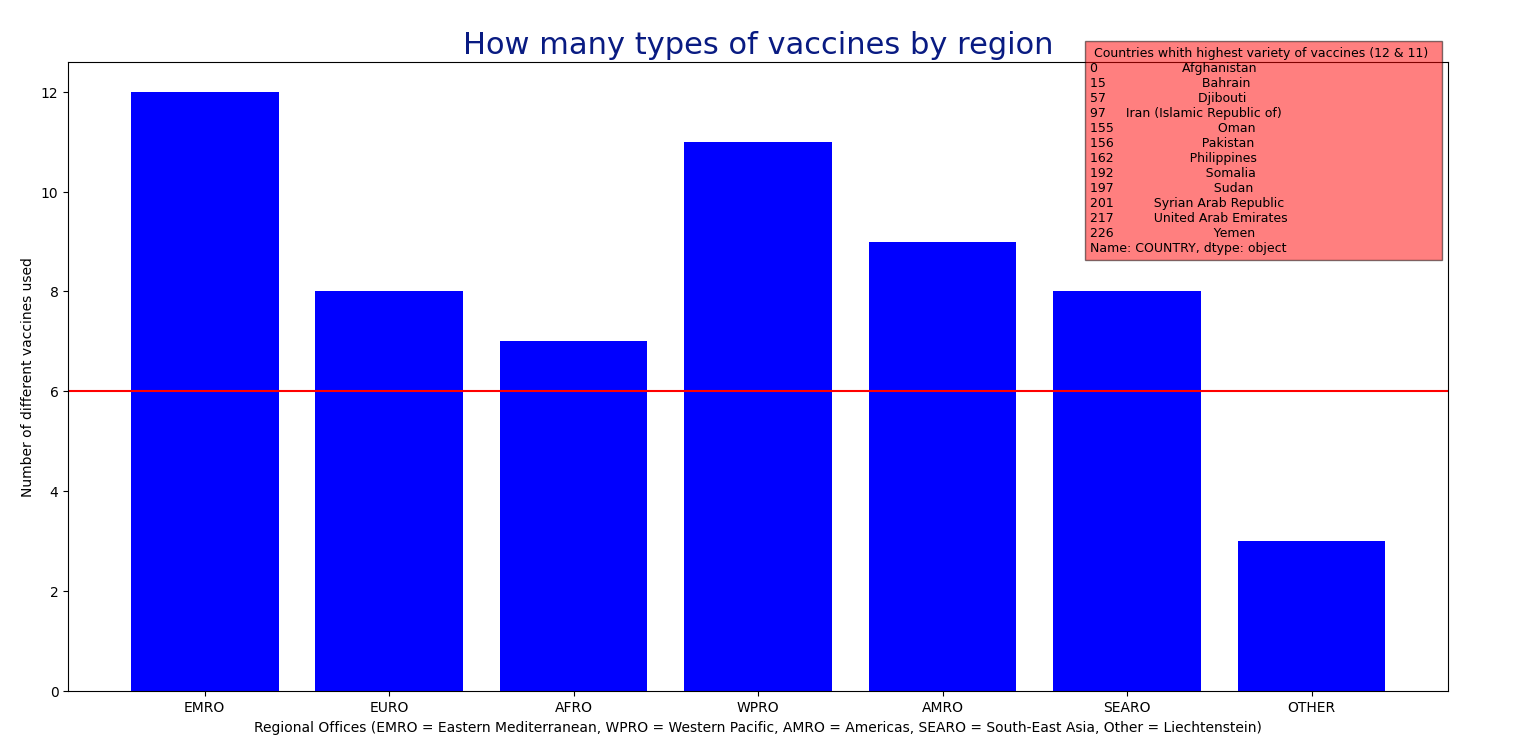 How many types of vaccines by region
Countries whith highest variety of vaccines (12 & 11)
0 Afghanistan
15 Bahrain
57 Djibouti
97 Iran (Islamic Republic of)
155 Oman
156 Pakistan
162 Philippines
192 Somalia
197 Sudan
201 Syrian Arab Republic
217 United Arab Emirates
226 Yemen
Name: COUNTRY, dtype: object
Number of different vaccines used
12
10
8
6
4
2
0
EMRO EURO AFRO WPRO AMRO SEARO OTHER
Regional Offices (EMRO = Eastern Mediterranean, WPRO = Western Pacific, AMRO = Americas, SEARO = South-East Asia, Other = Liechtenstein)